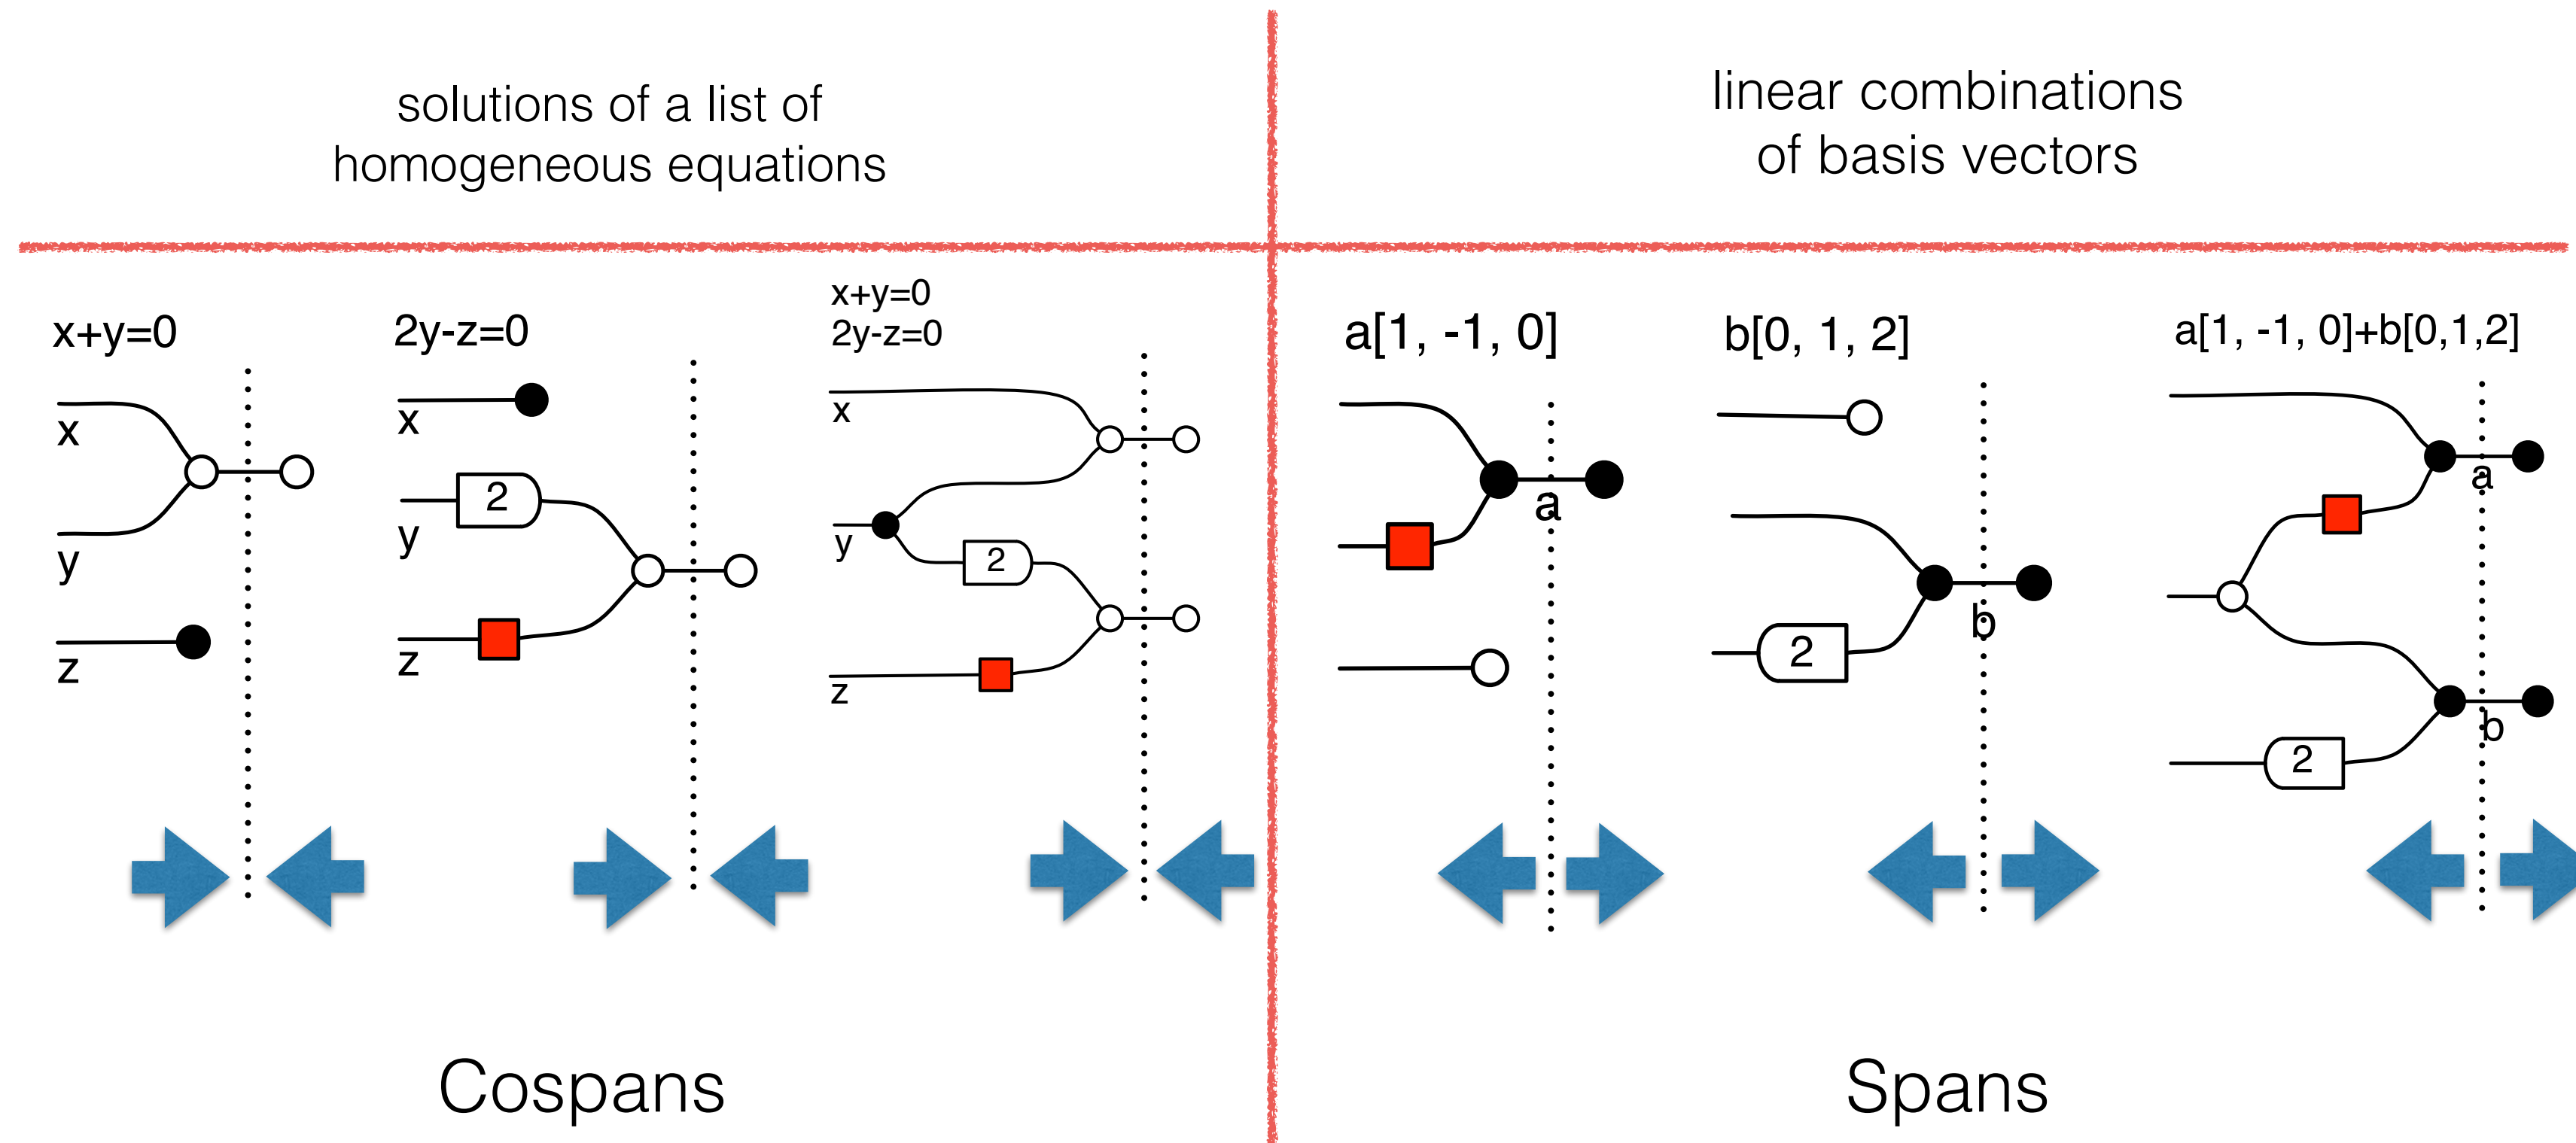 solutions of a list of
homogeneous equations
linear combinations
of basis vectors
x+y=0
x
y
z
2y-z=0
x
2
y
z
x+y=0
2y-z=0
x
y
2
z
a[1, -1, 0]
a
b[0, 1, 2]
b
2
a[1, -1, 0]+b[0,1,2]
a
b
2
Cospans
Spans